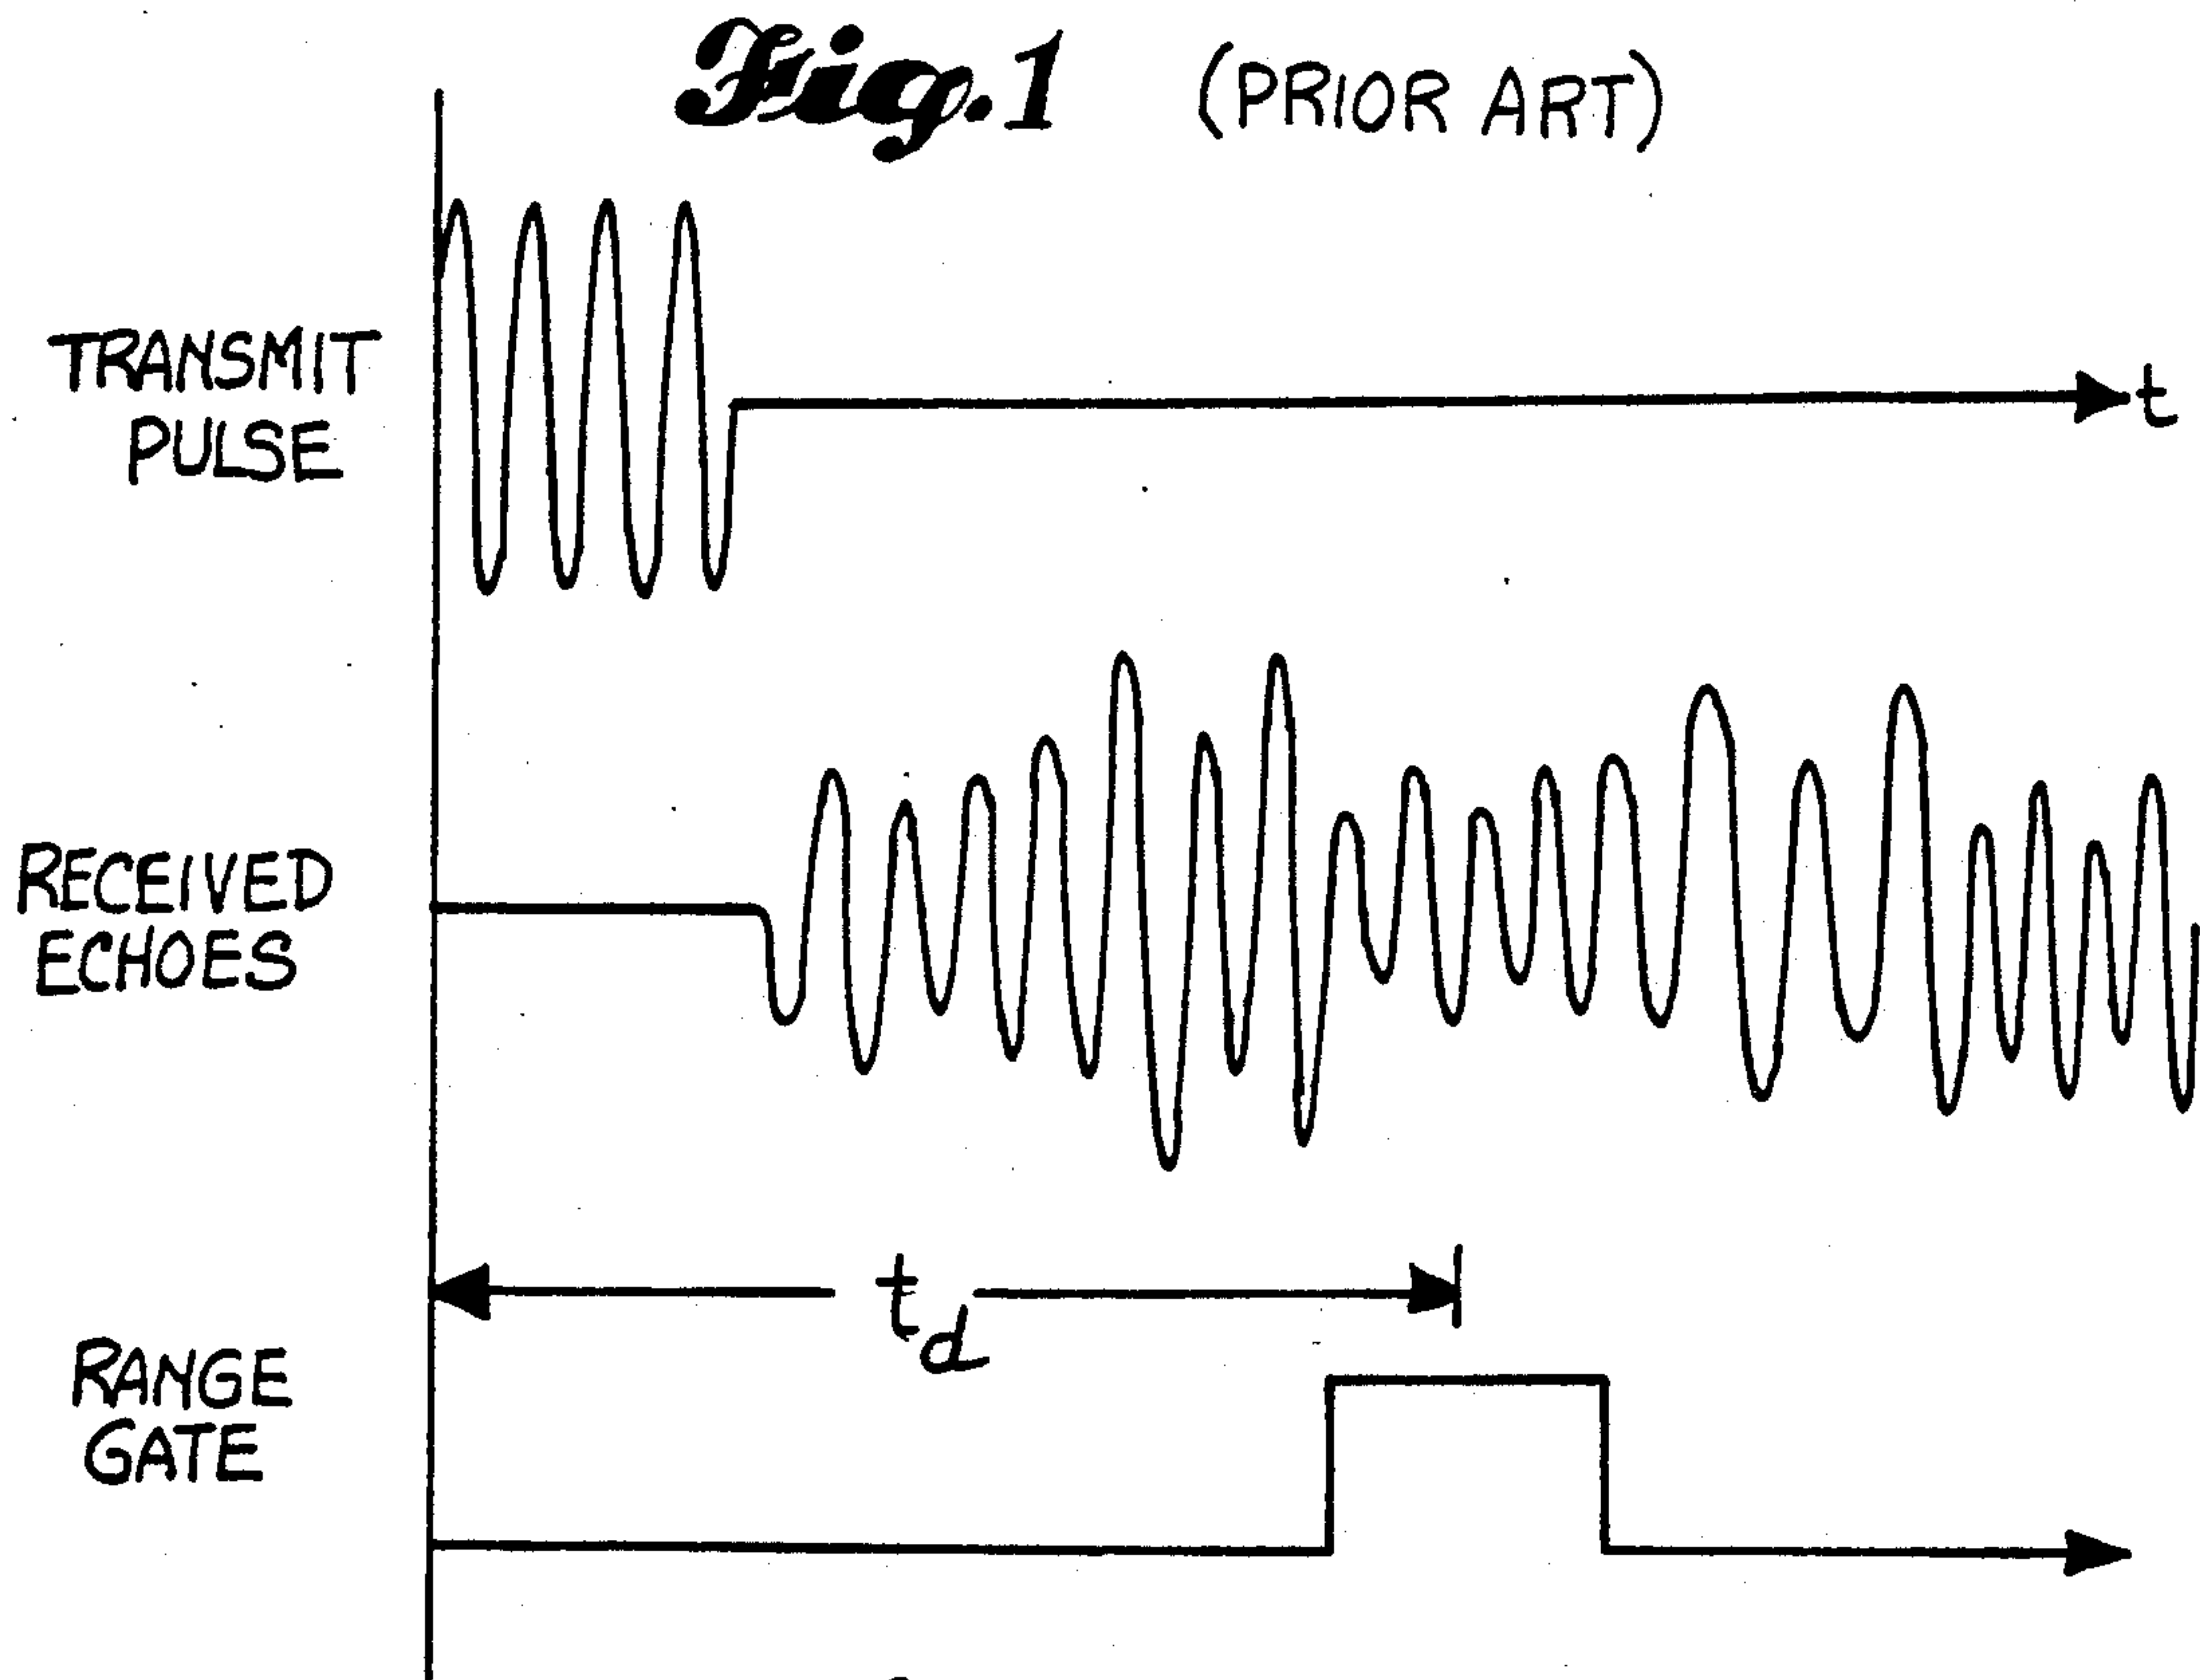 Fig. 1 (PRIOR ART)
TRANSMIT
PULSE
t
RECEIVED
ECHOES
td
RANGE
GATE